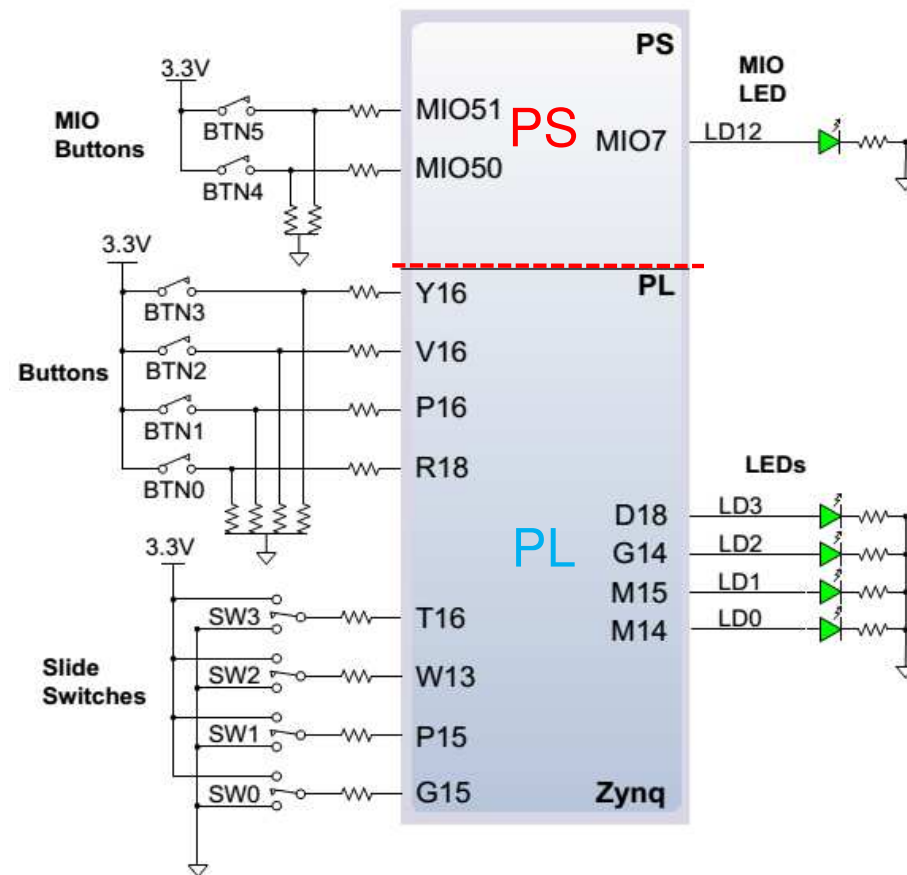 PS
3.3V
MIO
Buttons
BTN5
BTN4
MIO51
MIO50
PS
MIO7
MIO
LED
LD12
3.3V
PL
Buttons
BTN3
BTN2
BTN1
BTN0
Y16
V16
P16
R18
LEDs
D18
G14
M15
M14
LD3
LD2
LD1
LD0
PL
3.3V
Slide
Switches
SW3
SW2
SW1
SW0
T16
W13
P15
G15
Zynq